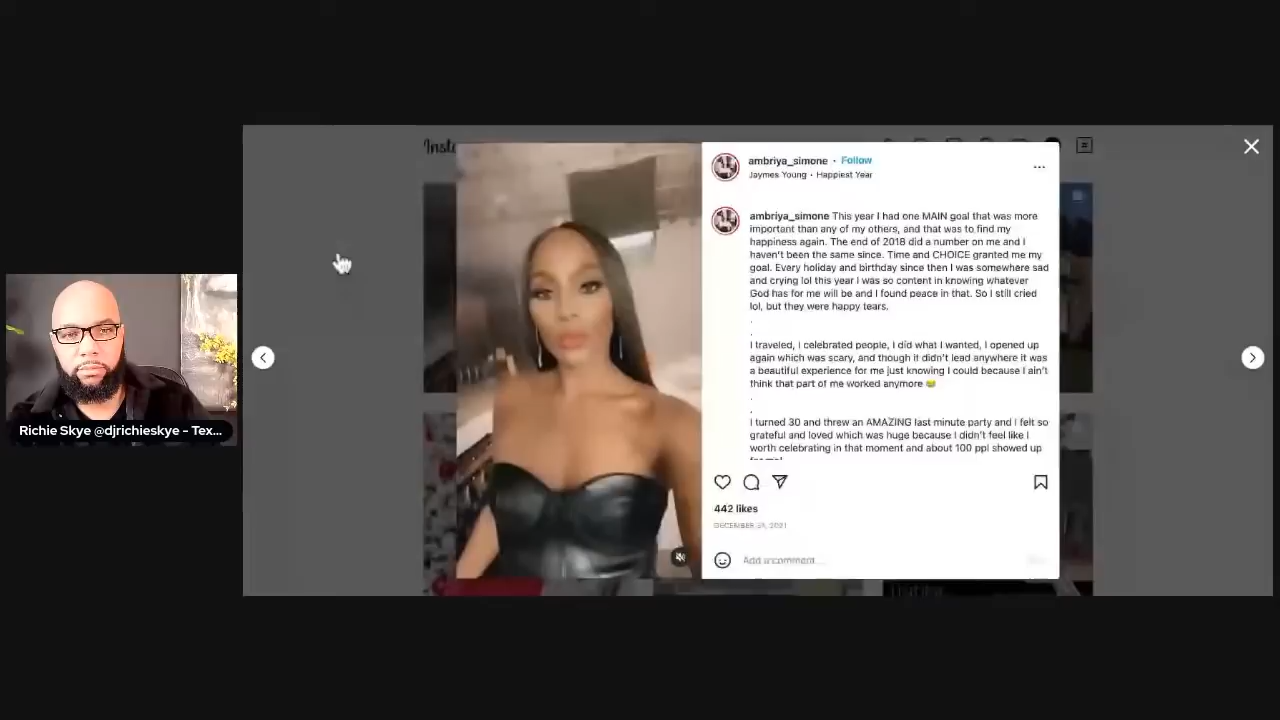 Inst
ambriya_simone · Follow
Jaymes Young · Happiest Year
ambriya_simone This year I had one MAIN goal that was more
important than any of my others, and that was to find my
happiness again. The end of 2018 did a number on me and I
haven't been the same since. Time and CHOICE granted me my
goal. Every holiday and birthday since then I was somewhere sad
and crying lol this year I was so content in knowing whatever
God has for me will be and I found peace in that. So I still cried
lol, but they were happy tears.
.
.
I traveled, I celebrated people, I did what I wanted, I opened up
again which was scary, and though it didn't lead anywhere it was
a beautiful experience for me just knowing I could because I ain't
think that part of me worked anymore 😂
.
.
I turned 30 and threw an AMAZING last minute party and I felt so
grateful and loved which was huge because I didn't feel like I
worth celebrating in that moment and about 100 ppl showed up
442 likes
DECEMBER 2021
Add a comment...
Richie Skye @djrichieskye - Tex...